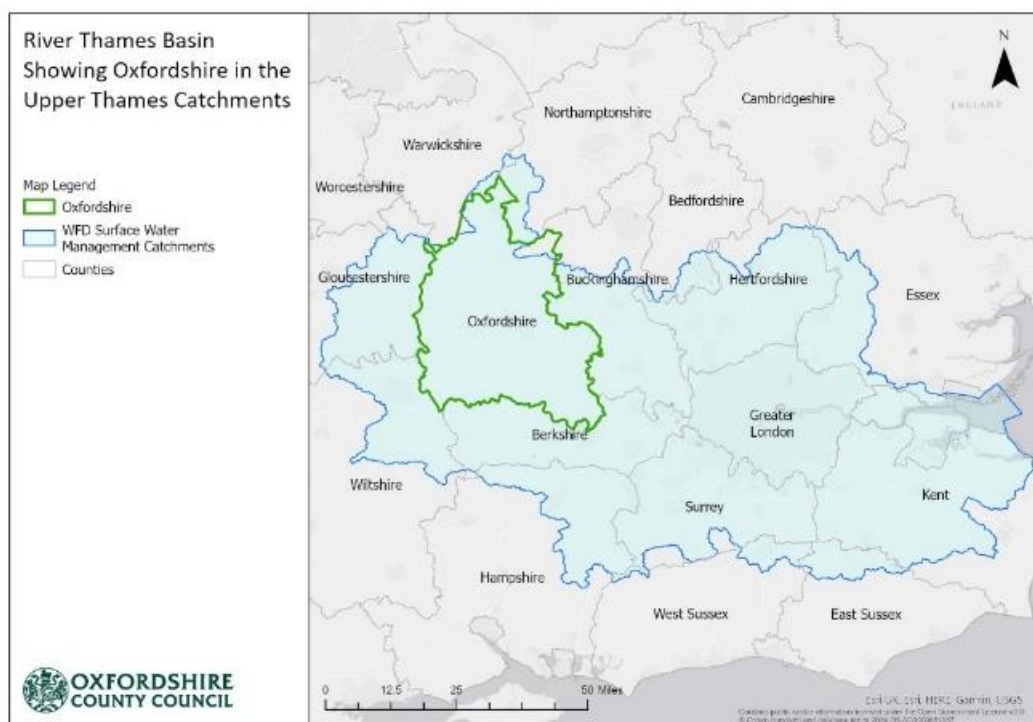 River Thames Basin
Showing Oxfordshire in the
Upper Thames Catchments
Map Legend
Oxfordshire
WFD Surface Water
Management Catchments
Counties
OXFORDSHIRE
COUNTY COUNCIL
N
Cambridgeshire
ENGLAND
Northamptonshire
Warwickshire
Worcestershire
Bedfordshire
Gloucestershire
Buckinghamshire
Hertfordshire
Essex
Oxfordshire
Greater
London
Berkshire
Wiltshire
Kent
Surrey
Hampshire
West Sussex
East Sussex
0 12.5 25 50 Miles
Esri UK, Esri, HERE, Garmin, USGS